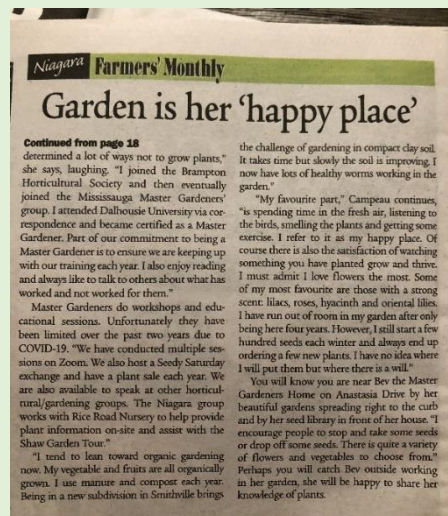 Niagara Farmers' Monthly
Garden is her 'happy place'
Continued from page 18
determined a lot of ways not to grow plants,"
she says, laughing. "I joined the Brampton
Horticultural Society and then eventually
joined the Mississauga Master Gardeners'
group. I attended Dalhousie University via cor-
respondence and became certified as a Master
Gardener. Part of our commitment to being a
Master Gardener is to ensure we are keeping up
with our training each year. I also enjoy reading
and always like to talk to others about what has
worked and not worked for them."
Master Gardeners do workshops and edu-
cational sessions. Unfortunately they have
been limited over the past two years due to
COVID-19. "We have conducted multiple ses-
sions on Zoom. We also host a Seedy Saturday
exchange and have a plant sale each year. We
are also available to speak at other horticul-
tural/gardening groups. The Niagara group
works with Rice Road Nursery to help provide
plant information on-site and assist with the
Shaw Garden Tour."
"I tend to lean toward organic gardening
now. My vegetable and fruits are all organically
grown. I use manure and compost each year.
Being in a new subdivision in Smithville brings
the challenge of gardening in compact clay soil.
It takes time but slowly the soil is improving. I
now have lots of healthy worms working in the
garden."
"My favourite part," Campeau continues,
"is spending time in the fresh air, listening to
the birds, smelling the plants and getting some
exercise. I refer to it as my happy place. Of
course there is also the satisfaction of watching
something you have planted grow and thrive.
I must admit I love flowers the most. Some
of my most favourite are those with a strong
scent: lilacs, roses, hyacinth and oriental lilies.
I have run out of room in my garden after only
being here four years. However, I still start a few
hundred seeds each winter and always end up
ordering a few new plants. I have no idea where
I will put them but where there is a will."
You will know you are near Bev the Master
Gardeners Home on Anastasia Drive by her
beautiful gardens spreading right to the curb
and by her seed library in front of her house. "I
encourage people to stop and take some seeds
or drop off some seeds. There is quite a variety
of flowers and vegetables to choose from."
Perhaps you will catch Bev outside working
in her garden, she will be happy to share her
knowledge of plants.